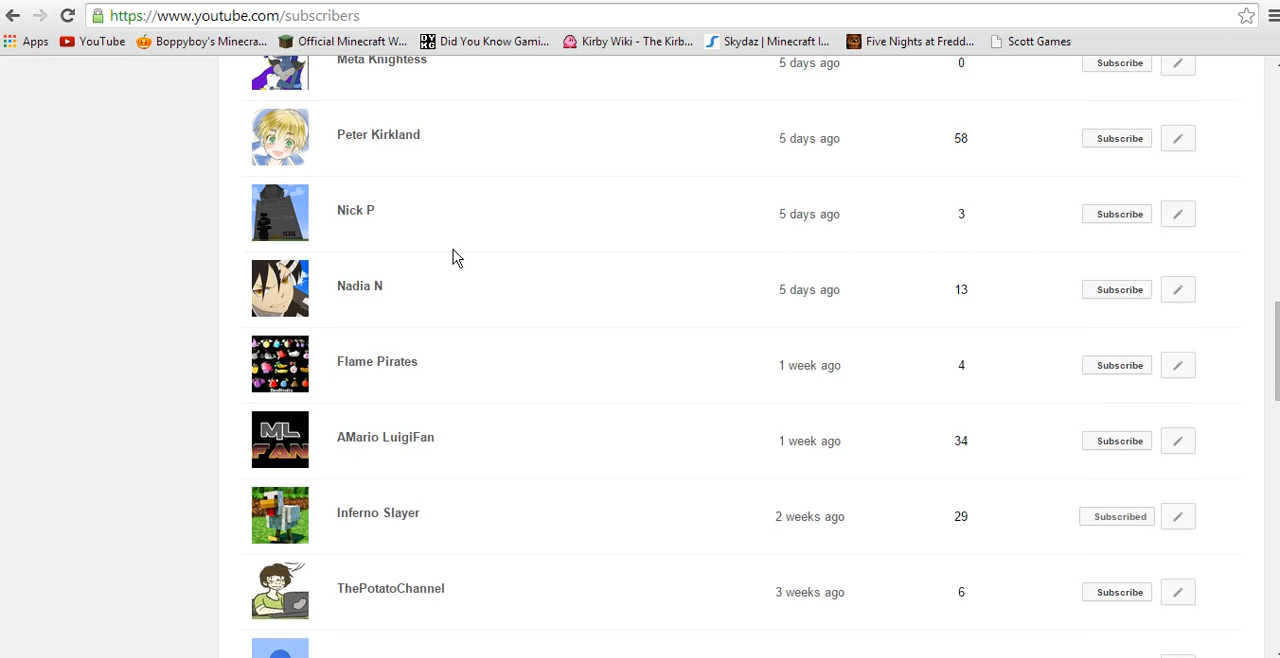 https://www.youtube.com/subscribers
Apps YouTube Boppyboy's Minecra... Official Minecraft W... Did You Know Gami... Kirby Wiki - The Kirb... Skydaz | Minecraft I... Five Nights at Fredd... Scott Games
Meta Knightess 5 days ago 0 Subscribe
Peter Kirkland 5 days ago 58 Subscribe
Nick P 5 days ago 3 Subscribe
Nadia N 5 days ago 13 Subscribe
Flame Pirates 1 week ago 4 Subscribe
AMario LuigiFan 1 week ago 34 Subscribe
ML
FAN
Inferno Slayer 2 weeks ago 29 Subscribed
ThePotatoChannel 3 weeks ago 6 Subscribe